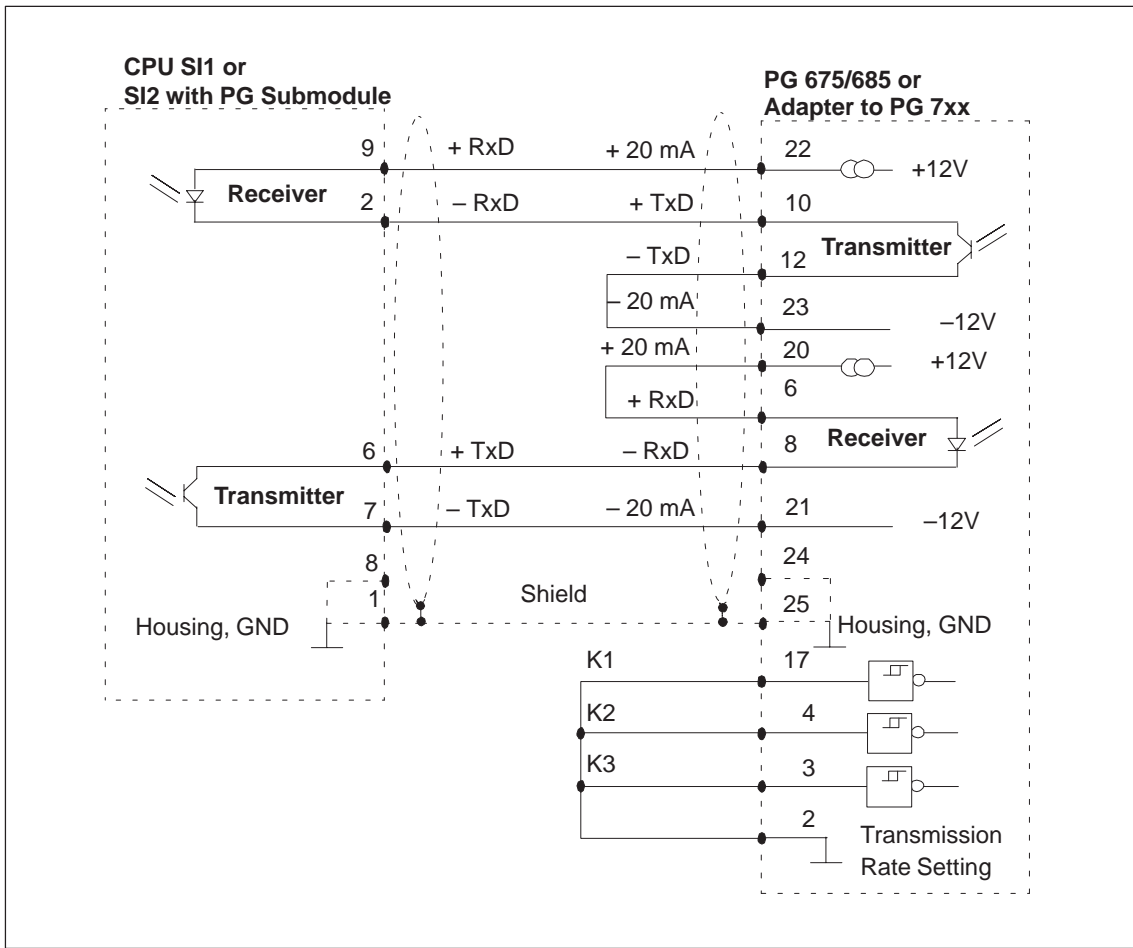 CPU SI1 or
SI2 with PG Submodule
PG 675/685 or
Adapter to PG 7xx
9 + RxD + 20 mA 22 +12V
Receiver
2 – RxD + TxD 10
Transmitter
– TxD 12
– 20 mA 23 –12V
+ 20 mA 20 +12V
+ RxD 6
Receiver
6 + TxD – RxD 8
Transmitter
7 – TxD – 20 mA 21 –12V
8 24
1 Shield 25
Housing, GND Housing, GND
K1 17
K2 4
K3 3
2 Transmission
Rate Setting